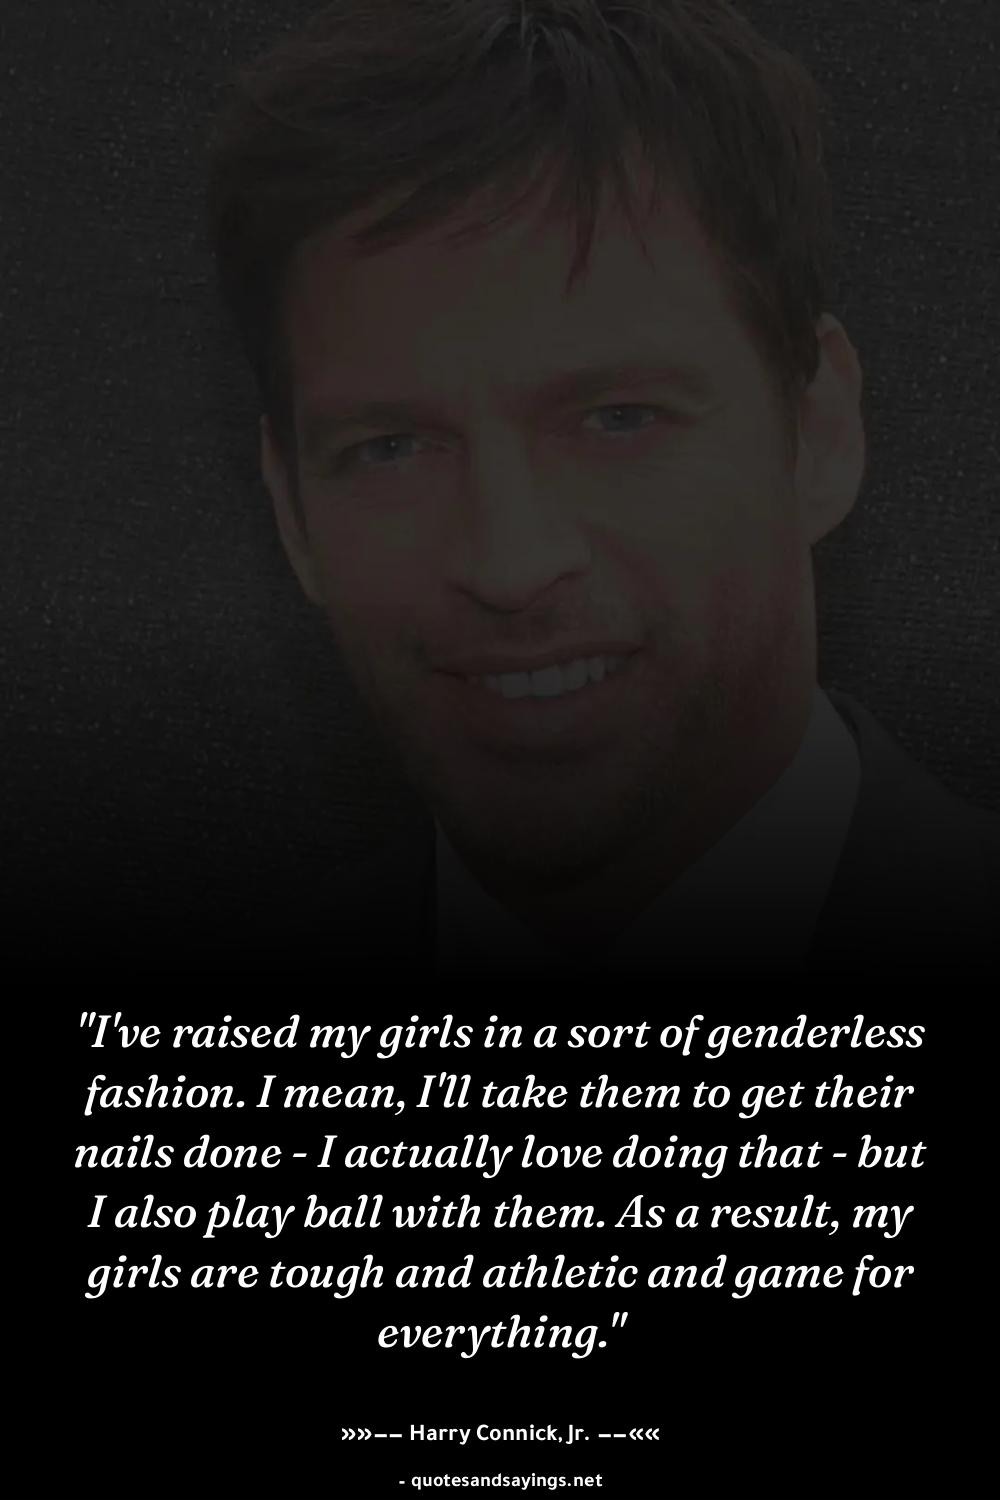 "I've raised my girls in a sort of genderless
fashion. I mean, I'll take them to get their
nails done - I actually love doing that - but
I also play ball with them. As a result, my
girls are tough and athletic and game for
everything."
»»−− Harry Connick, Jr. −−««
- quotesandsayings.net